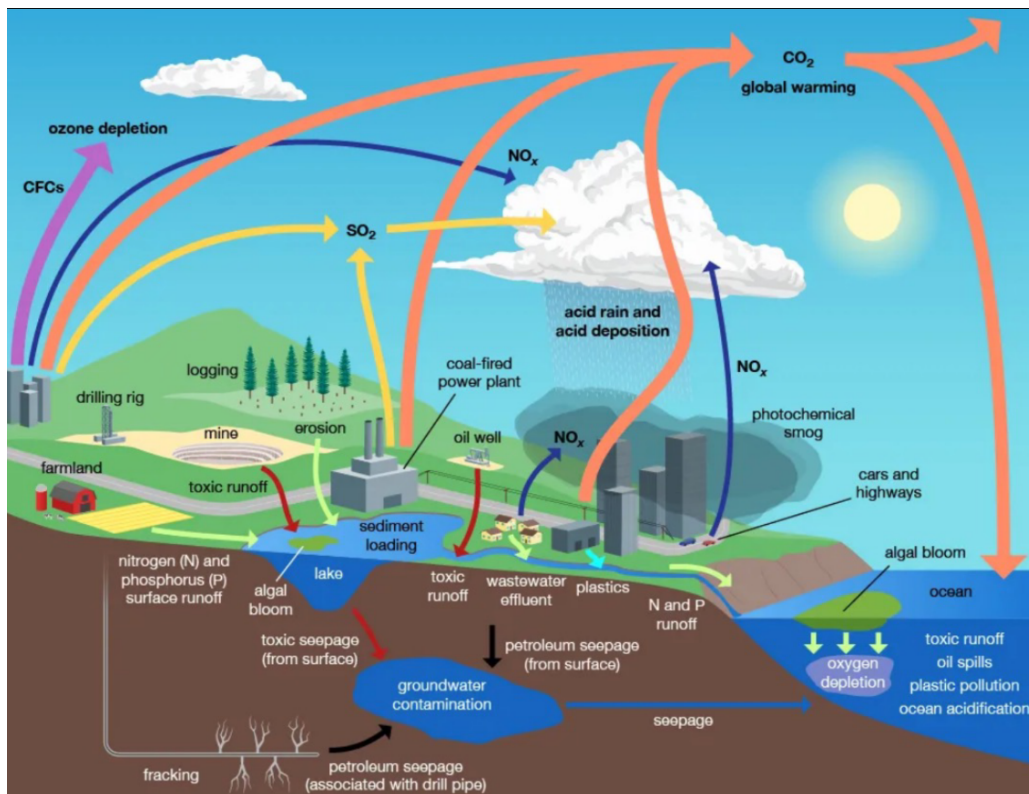 CO₂
global warming
ozone depletion
CFCs
NOₓ
SO₂
acid rain and
acid deposition
NOₓ
logging
coal-fired
power plant
drilling rig
photochemical
smog
erosion
oil well
NOₓ
mine
cars and
highways
farmland
toxic runoff
sediment
loading
algal bloom
nitrogen (N) and
phosphorus (P)
surface runoff
lake
algal
bloom
toxic
runoff
wastewater
effluent
plastics
N and P
runoff
ocean
toxic seepage
(from surface)
petroleum seepage
(from surface)
oxygen
depletion
toxic runoff
oil spills
plastic pollution
ocean acidification
groundwater
contamination
seepage
fracking
petroleum seepage
(associated with drill pipe)